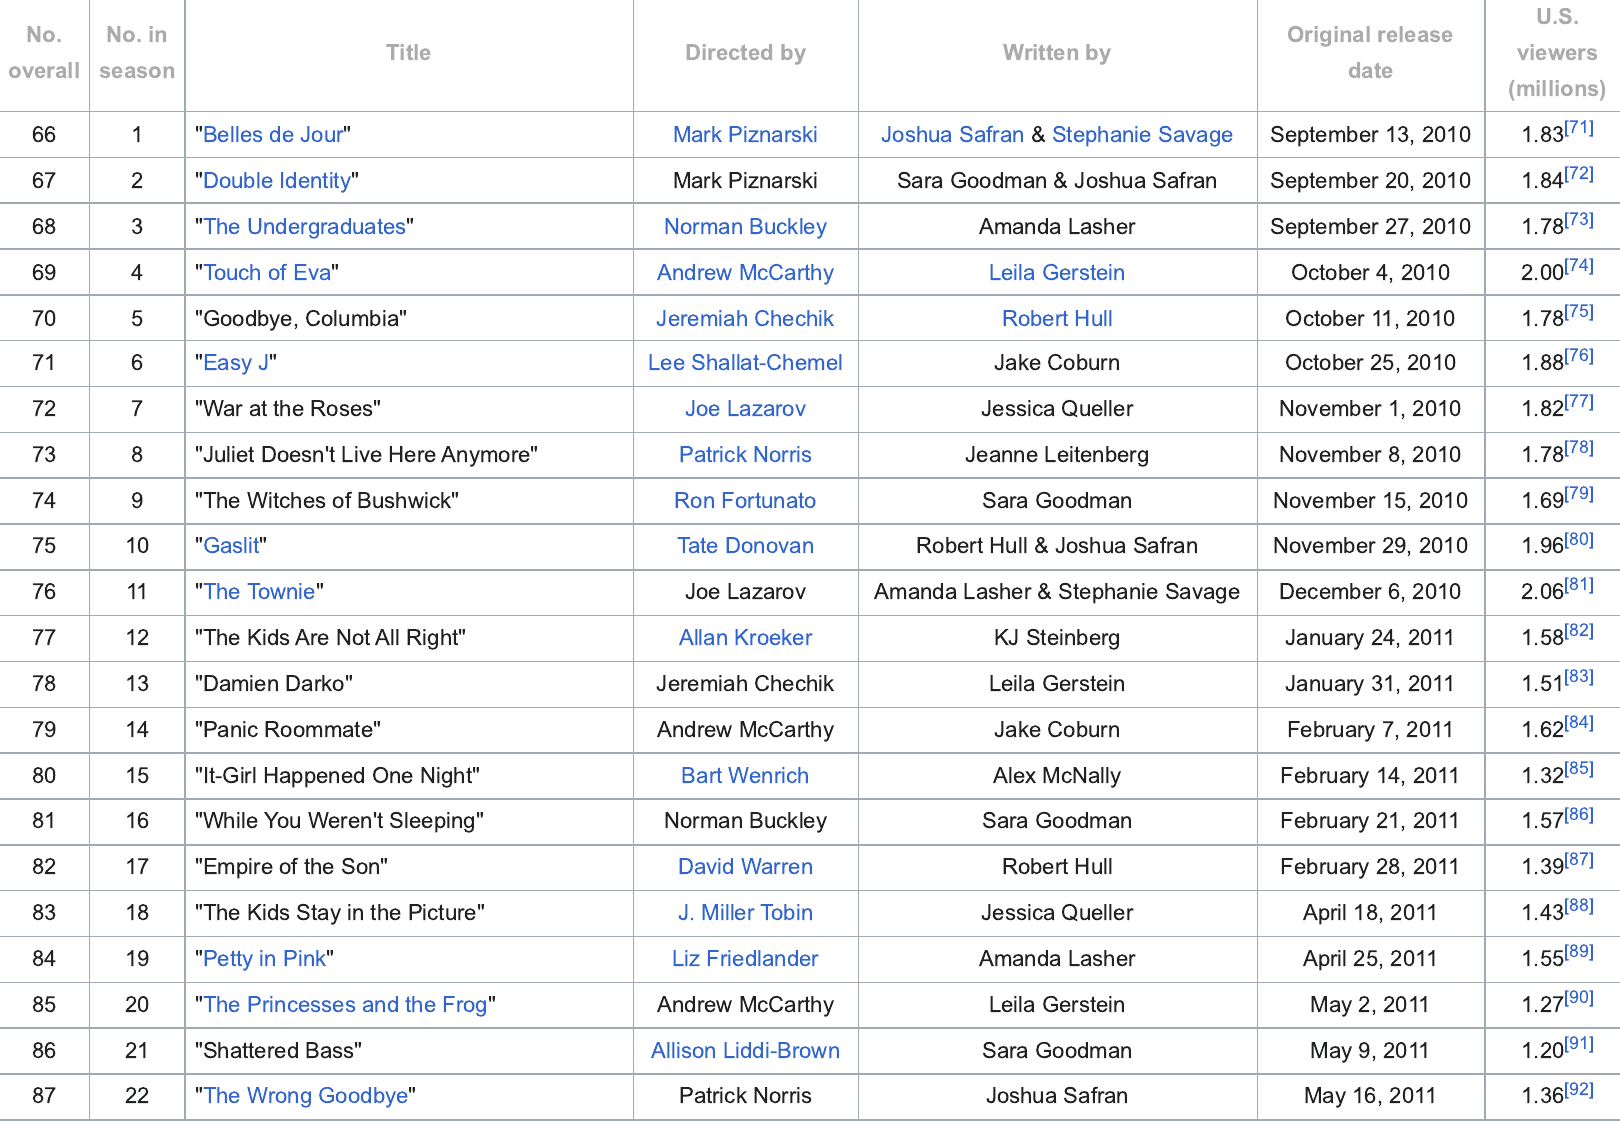 No. overall No. in season Title Directed by Written by Original release date U.S. viewers (millions)
66 1 "Belles de Jour" Mark Piznarski Joshua Safran & Stephanie Savage September 13, 2010 1.83[71]
67 2 "Double Identity" Mark Piznarski Sara Goodman & Joshua Safran September 20, 2010 1.84[72]
68 3 "The Undergraduates" Norman Buckley Amanda Lasher September 27, 2010 1.78[73]
69 4 "Touch of Eva" Andrew McCarthy Leila Gerstein October 4, 2010 2.00[74]
70 5 "Goodbye, Columbia" Jeremiah Chechik Robert Hull October 11, 2010 1.78[75]
71 6 "Easy J" Lee Shallat-Chemel Jake Coburn October 25, 2010 1.88[76]
72 7 "War at the Roses" Joe Lazarov Jessica Queller November 1, 2010 1.82[77]
73 8 "Juliet Doesn't Live Here Anymore" Patrick Norris Jeanne Leitenberg November 8, 2010 1.78[78]
74 9 "The Witches of Bushwick" Ron Fortunato Sara Goodman November 15, 2010 1.69[79]
75 10 "Gaslit" Tate Donovan Robert Hull & Joshua Safran November 29, 2010 1.96[80]
76 11 "The Townie" Joe Lazarov Amanda Lasher & Stephanie Savage December 6, 2010 2.06[81]
77 12 "The Kids Are Not All Right" Allan Kroeker KJ Steinberg January 24, 2011 1.58[82]
78 13 "Damien Darko" Jeremiah Chechik Leila Gerstein January 31, 2011 1.51[83]
79 14 "Panic Roommate" Andrew McCarthy Jake Coburn February 7, 2011 1.62[84]
80 15 "It-Girl Happened One Night" Bart Wenrich Alex McNally February 14, 2011 1.32[85]
81 16 "While You Weren't Sleeping" Norman Buckley Sara Goodman February 21, 2011 1.57[86]
82 17 "Empire of the Son" David Warren Robert Hull February 28, 2011 1.39[87]
83 18 "The Kids Stay in the Picture" J. Miller Tobin Jessica Queller April 18, 2011 1.43[88]
84 19 "Petty in Pink" Liz Friedlander Amanda Lasher April 25, 2011 1.55[89]
85 20 "The Princesses and the Frog" Andrew McCarthy Leila Gerstein May 2, 2011 1.27[90]
86 21 "Shattered Bass" Allison Liddi-Brown Sara Goodman May 9, 2011 1.20[91]
87 22 "The Wrong Goodbye" Patrick Norris Joshua Safran May 16, 2011 1.36[92]